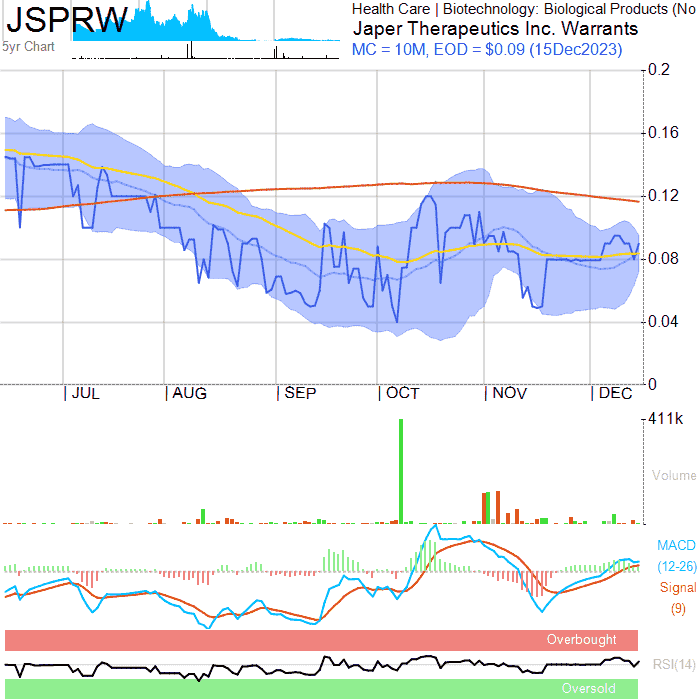 JSPRW
5yr Chart
Health Care | Biotechnology: Biological Products (No
Japer Therapeutics Inc. Warrants
MC = 10M, EOD = $0.09 (15Dec2023)
0.2
0.16
0.12
0.08
0.04
0
JUL AUG SEP OCT NOV DEC
411k
Volume
MACD
(12-26)
Signal
(9)
Overbought
RSI(14)
Oversold